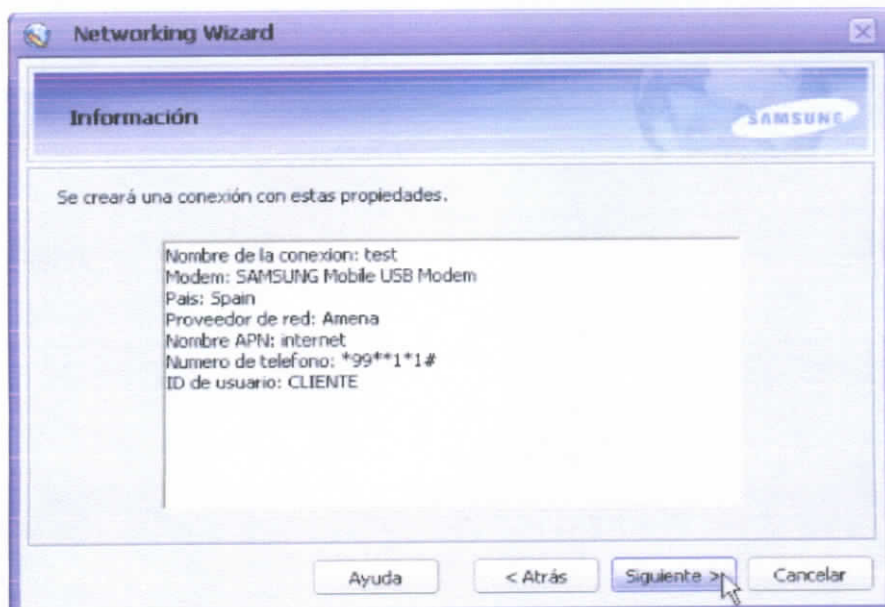 Networking Wizard
Información
SAMSUNG
Se creará una conexión con estas propiedades.
Nombre de la conexion: test
Modem: SAMSUNG Mobile USB Modem
Pais: Spain
Proveedor de red: Amena
Nombre APN: internet
Numero de telefono: *99**1*1#
ID de usuario: CLIENTE
Ayuda
< Atrás
Siguiente >
Cancelar